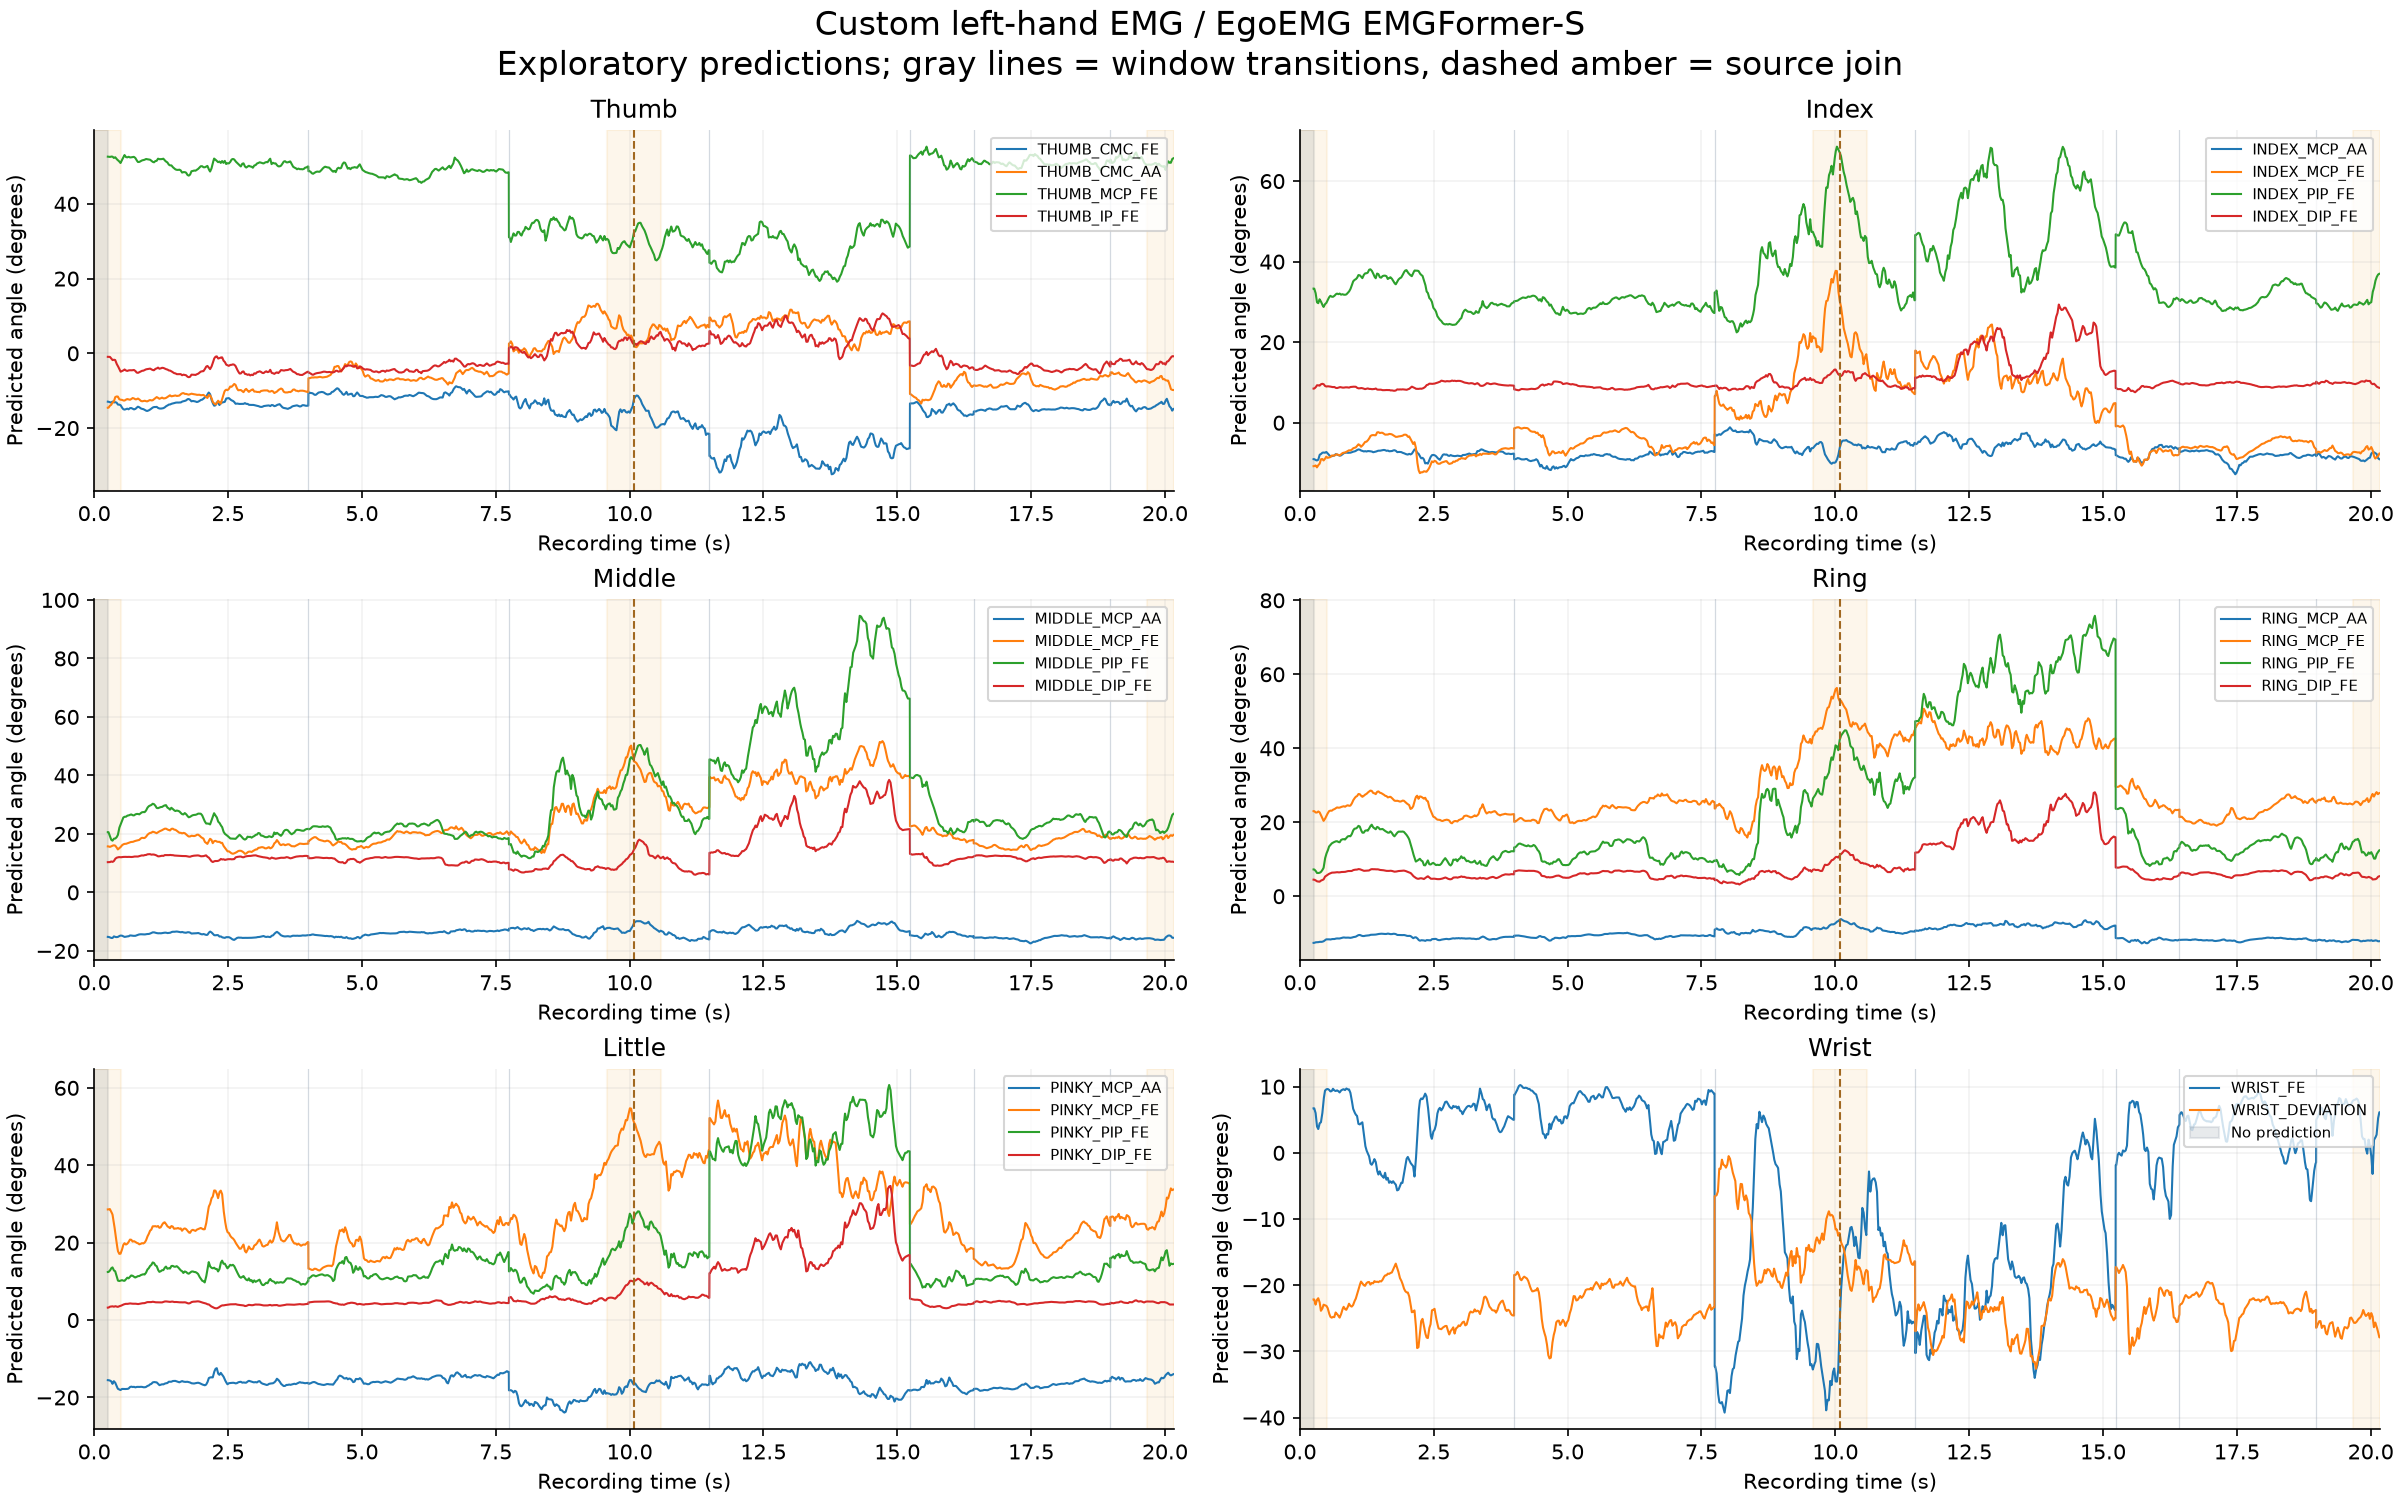 Custom left-hand EMG / EgoEMG EMGFormer-S
Exploratory predictions; gray lines = window transitions, dashed amber = source join
Thumb
Predicted angle (degrees)
40
20
0
−20
THUMB_CMC_FE
THUMB_CMC_AA
THUMB_MCP_FE
THUMB_IP_FE
0.0 2.5 5.0 7.5 10.0 12.5 15.0 17.5 20.0
Recording time (s)
Index
Predicted angle (degrees)
60
40
20
0
INDEX_MCP_AA
INDEX_MCP_FE
INDEX_PIP_FE
INDEX_DIP_FE
0.0 2.5 5.0 7.5 10.0 12.5 15.0 17.5 20.0
Recording time (s)
Middle
Predicted angle (degrees)
100
80
60
40
20
0
−20
MIDDLE_MCP_AA
MIDDLE_MCP_FE
MIDDLE_PIP_FE
MIDDLE_DIP_FE
0.0 2.5 5.0 7.5 10.0 12.5 15.0 17.5 20.0
Recording time (s)
Ring
Predicted angle (degrees)
80
60
40
20
0
RING_MCP_AA
RING_MCP_FE
RING_PIP_FE
RING_DIP_FE
0.0 2.5 5.0 7.5 10.0 12.5 15.0 17.5 20.0
Recording time (s)
Little
Predicted angle (degrees)
60
40
20
0
−20
PINKY_MCP_AA
PINKY_MCP_FE
PINKY_PIP_FE
PINKY_DIP_FE
0.0 2.5 5.0 7.5 10.0 12.5 15.0 17.5 20.0
Recording time (s)
Wrist
Predicted angle (degrees)
10
0
−10
−20
−30
−40
WRIST_FE
WRIST_DEVIATION
No prediction
0.0 2.5 5.0 7.5 10.0 12.5 15.0 17.5 20.0
Recording time (s)